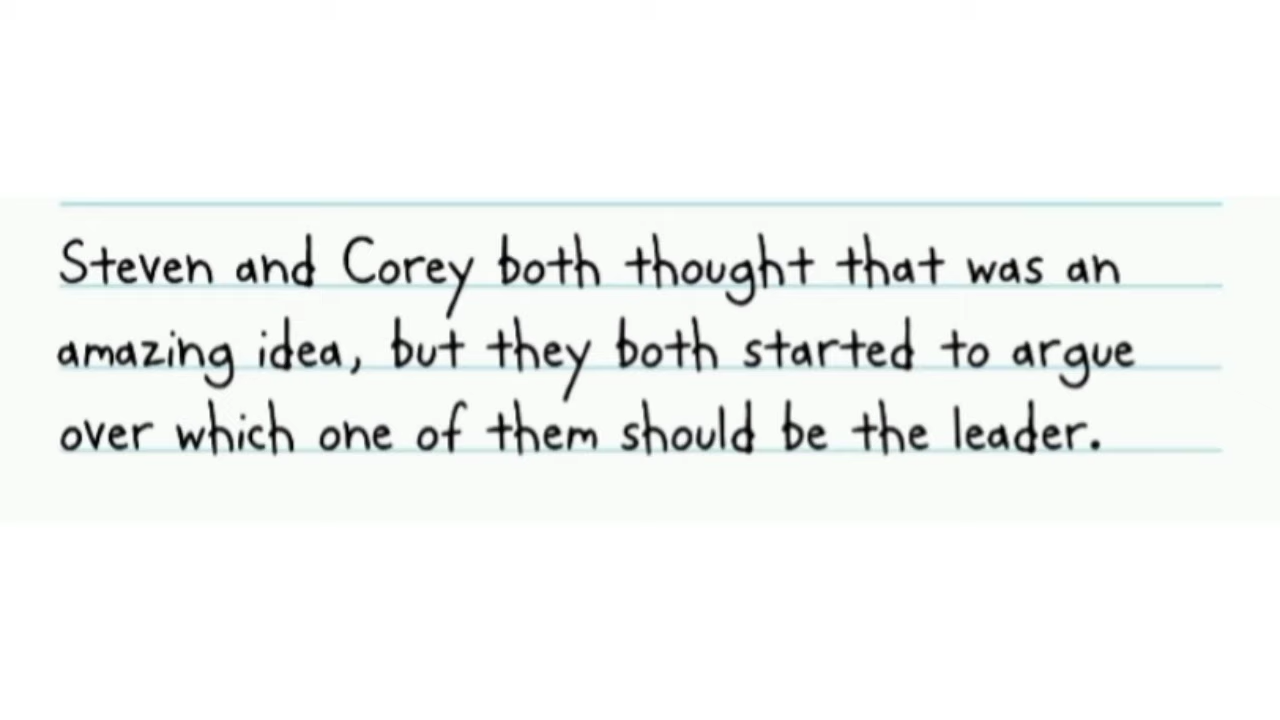 Steven and Corey both thought that was an
amazing idea, but they both started to argue
over which one of them should be the leader.